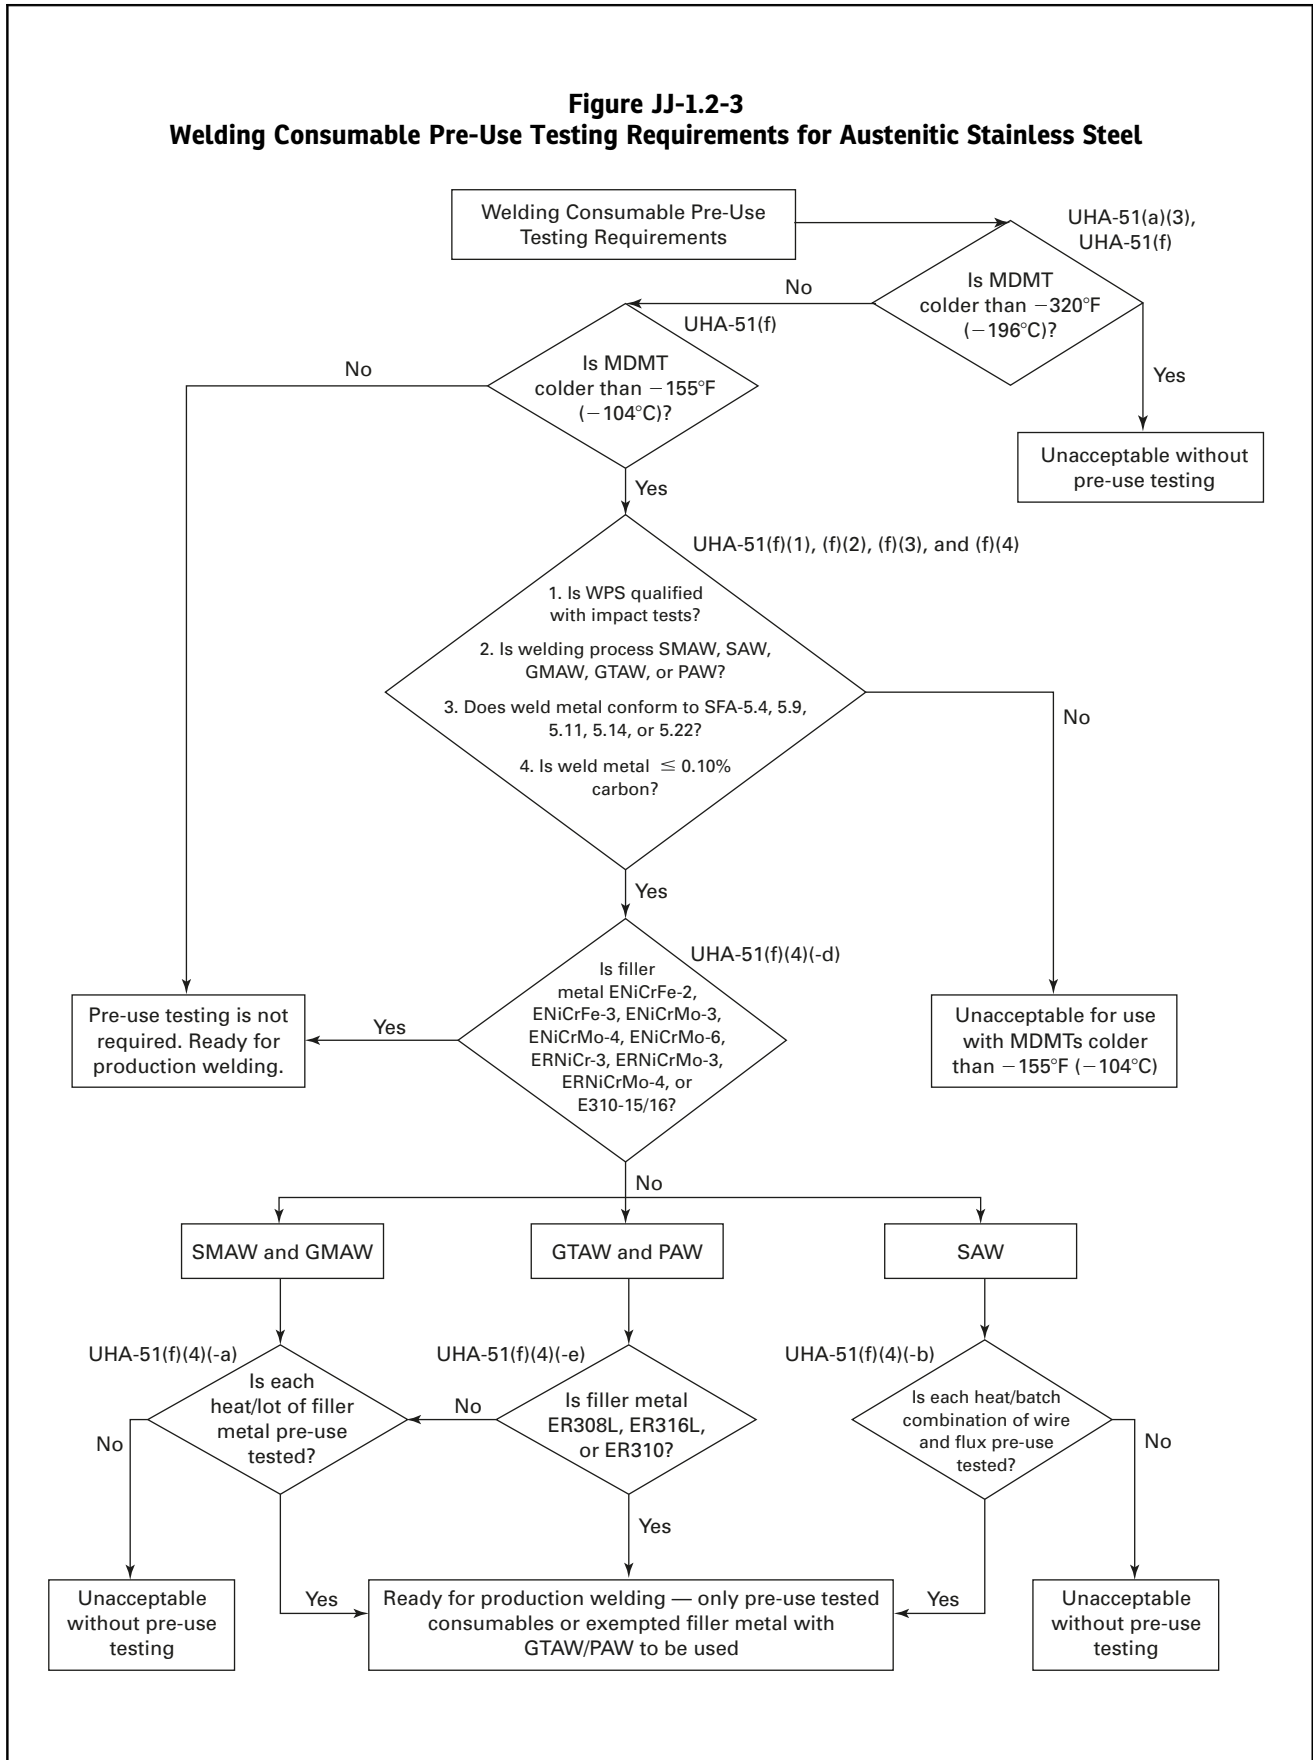 Figure JJ-1.2-3
Welding Consumable Pre-Use Testing Requirements for Austenitic Stainless Steel
Welding Consumable Pre-Use
Testing Requirements
UHA-51(a)(3),
UHA-51(f)
Is MDMT
colder than −320°F
(−196°C)?
No
Yes
Unacceptable without
pre-use testing
UHA-51(f)
Is MDMT
colder than −155°F
(−104°C)?
No
Yes
UHA-51(f)(1), (f)(2), (f)(3), and (f)(4)
1. Is WPS qualified
with impact tests?
2. Is welding process SMAW, SAW,
GMAW, GTAW, or PAW?
3. Does weld metal conform to SFA-5.4, 5.9,
5.11, 5.14, or 5.22?
4. Is weld metal ≤ 0.10%
carbon?
No
Yes
UHA-51(f)(4)(-d)
Is filler
metal ENiCrFe-2,
ENiCrFe-3, ENiCrMo-3,
ENiCrMo-4, ENiCrMo-6,
ERNiCr-3, ERNiCrMo-3,
ERNiCrMo-4, or
E310-15/16?
Yes
Pre-use testing is not
required. Ready for
production welding.
Unacceptable for use
with MDMTs colder
than −155°F (−104°C)
No
SMAW and GMAW
GTAW and PAW
SAW
UHA-51(f)(4)(-a)
Is each
heat/lot of filler
metal pre-use
tested?
No
UHA-51(f)(4)(-e)
Is filler metal
ER308L, ER316L,
or ER310?
No
Yes
UHA-51(f)(4)(-b)
Is each heat/batch
combination of wire
and flux pre-use
tested?
No
Unacceptable
without pre-use
testing
Yes
Ready for production welding — only pre-use tested
consumables or exempted filler metal with
GTAW/PAW to be used
Yes
Unacceptable
without pre-use
testing